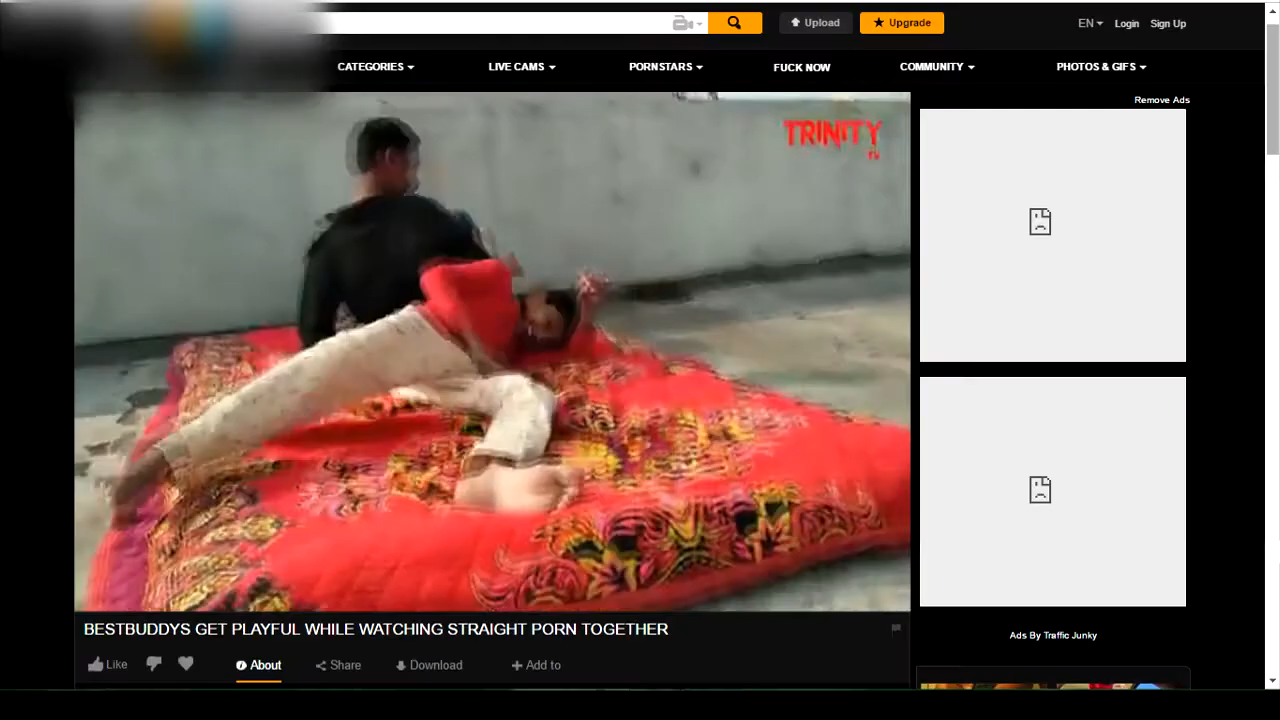 Upload
Upgrade
EN
Login
Sign Up
CATEGORIES
LIVE CAMS
PORNSTARS
FUCK NOW
COMMUNITY
PHOTOS & GIFS
Remove Ads
TRINITY
TV
BESTBUDDYS GET PLAYFUL WHILE WATCHING STRAIGHT PORN TOGETHER
Like
About
Share
Download
Add to
Ads By Traffic Junky